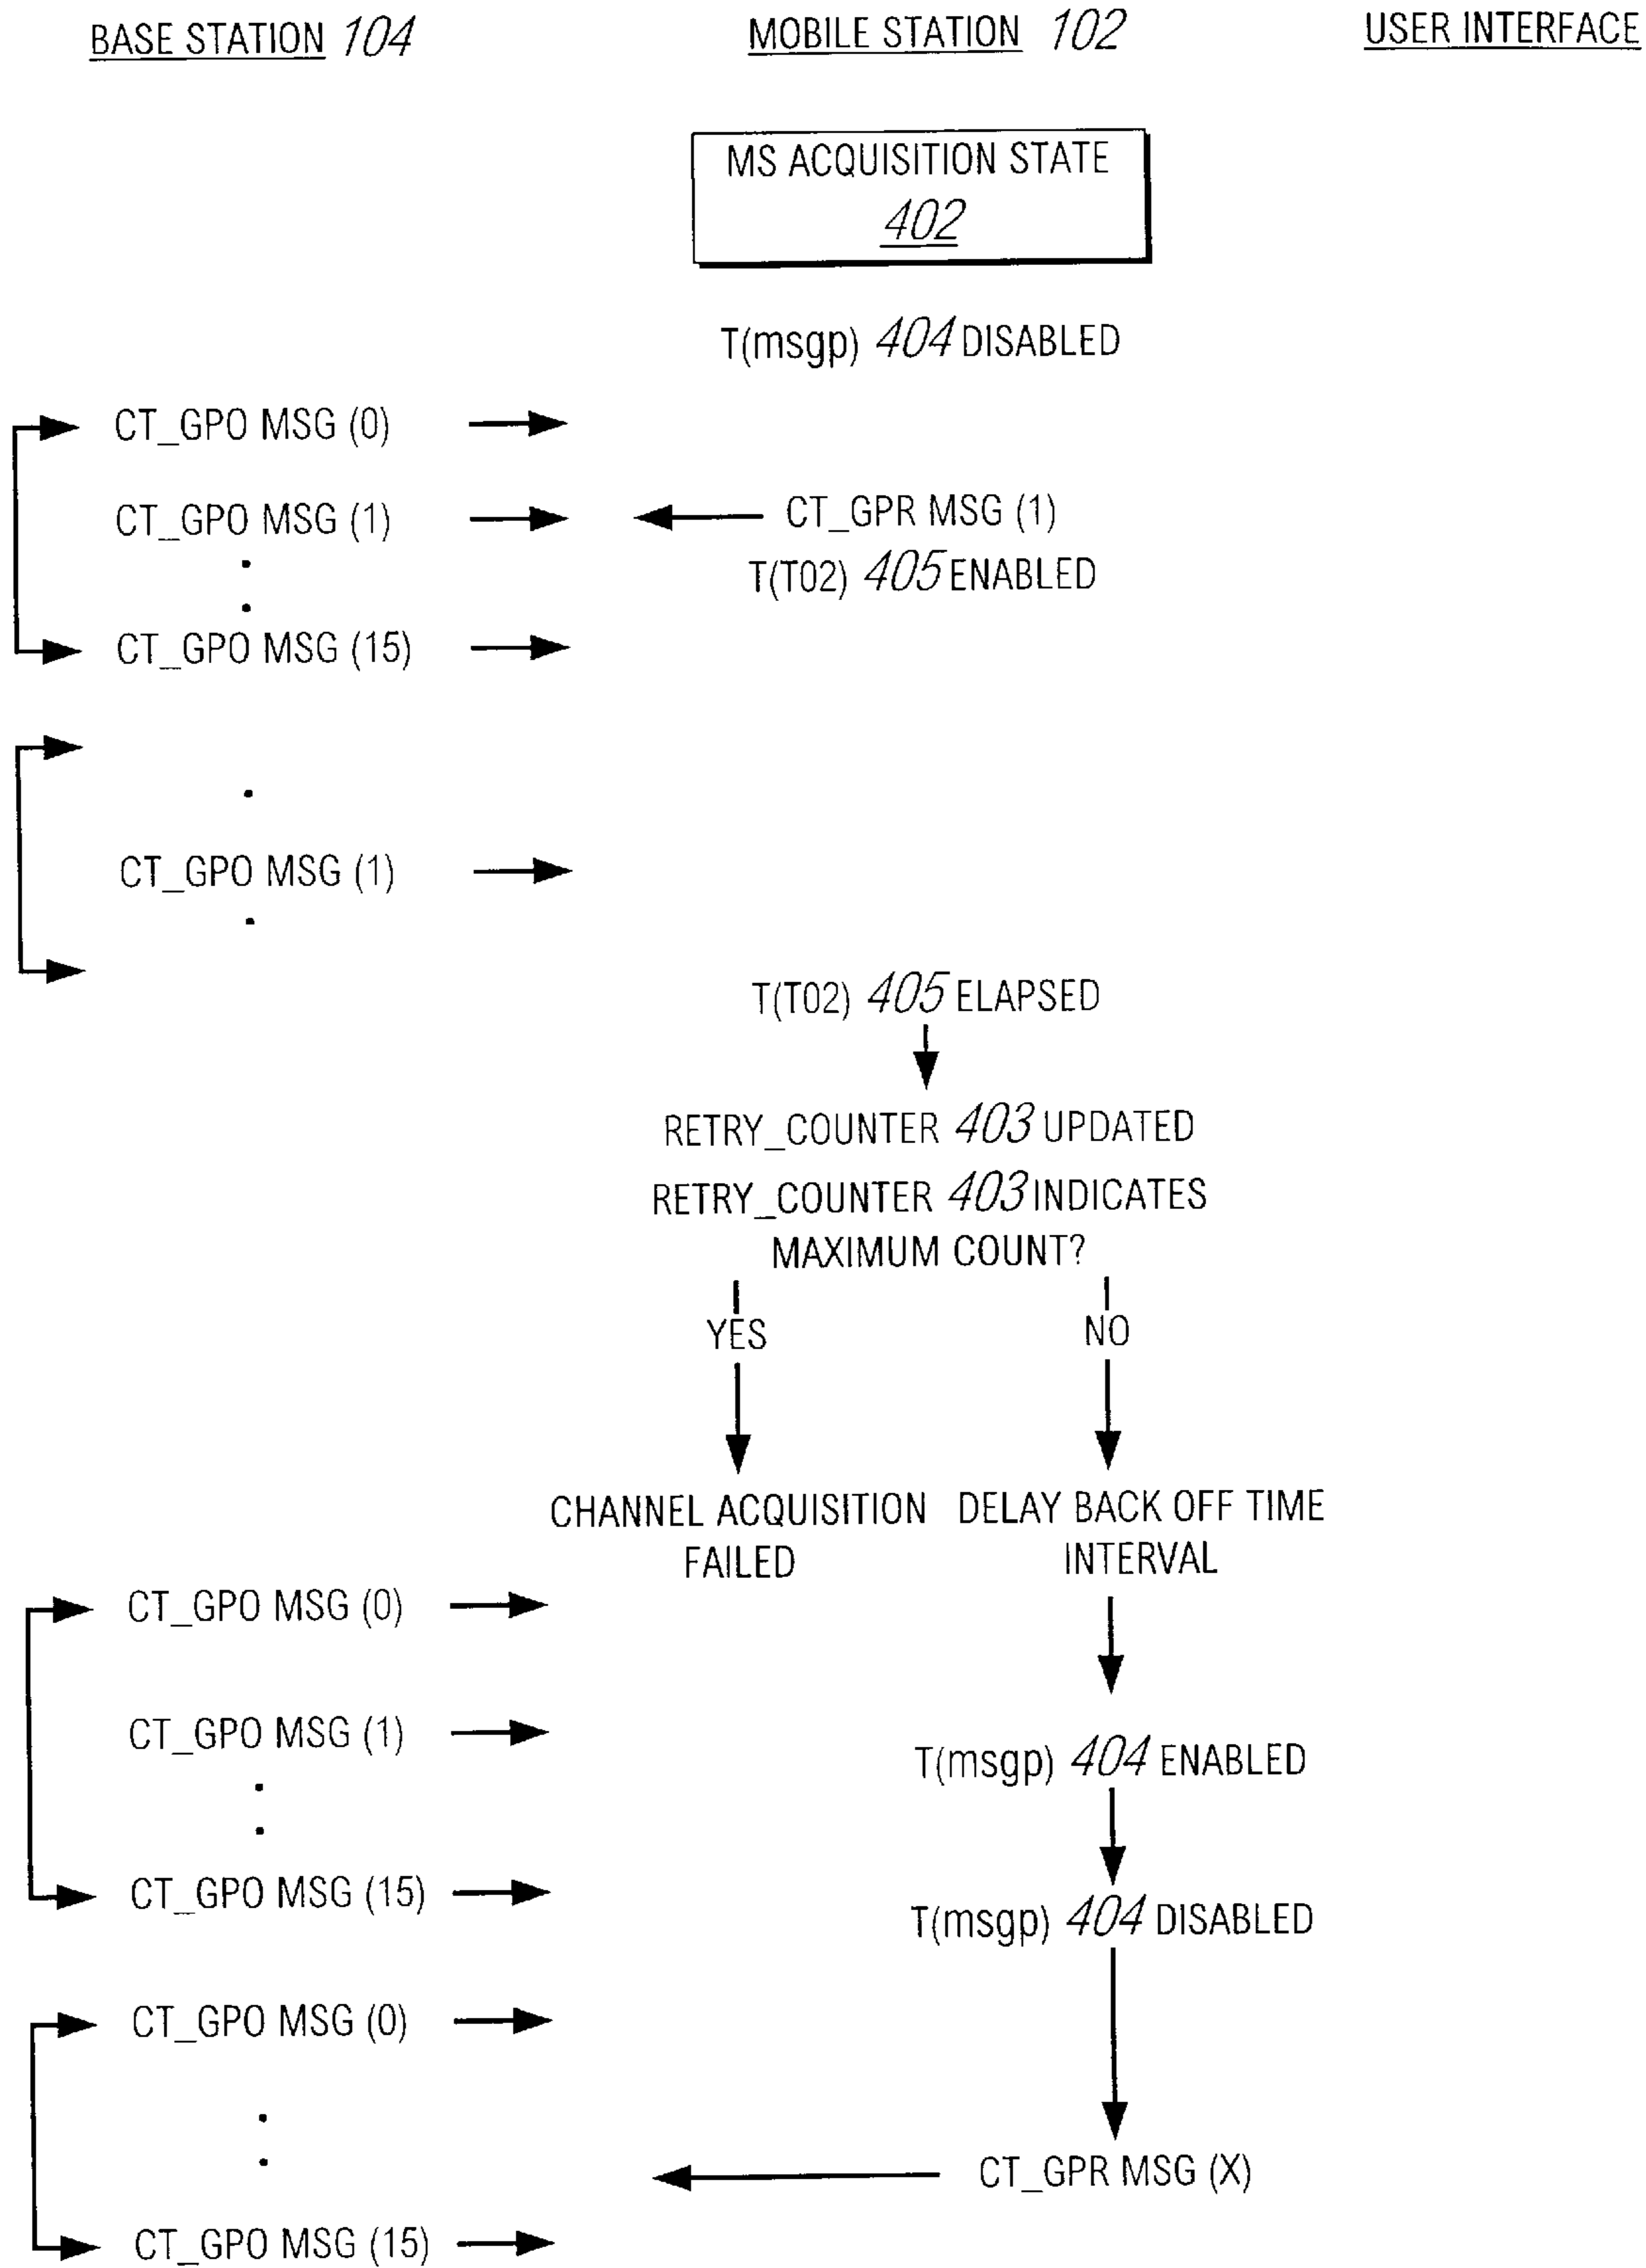 BASE STATION 104 MOBILE STATION 102 USER INTERFACE
MS ACQUISITION STATE
402
T(msgp) 404 DISABLED
CT_GPO MSG (0)
CT_GPO MSG (1) CT_GPR MSG (1)
T(T02) 405 ENABLED
CT_GPO MSG (15)
CT_GPO MSG (1)
T(T02) 405 ELAPSED
RETRY_COUNTER 403 UPDATED
RETRY_COUNTER 403 INDICATES
MAXIMUM COUNT?
YES NO
CHANNEL ACQUISITION DELAY BACK OFF TIME
FAILED INTERVAL
CT_GPO MSG (0)
CT_GPO MSG (1)
T(msgp) 404 ENABLED
CT_GPO MSG (15)
T(msgp) 404 DISABLED
CT_GPO MSG (0)
CT_GPR MSG (X)
CT_GPO MSG (15)